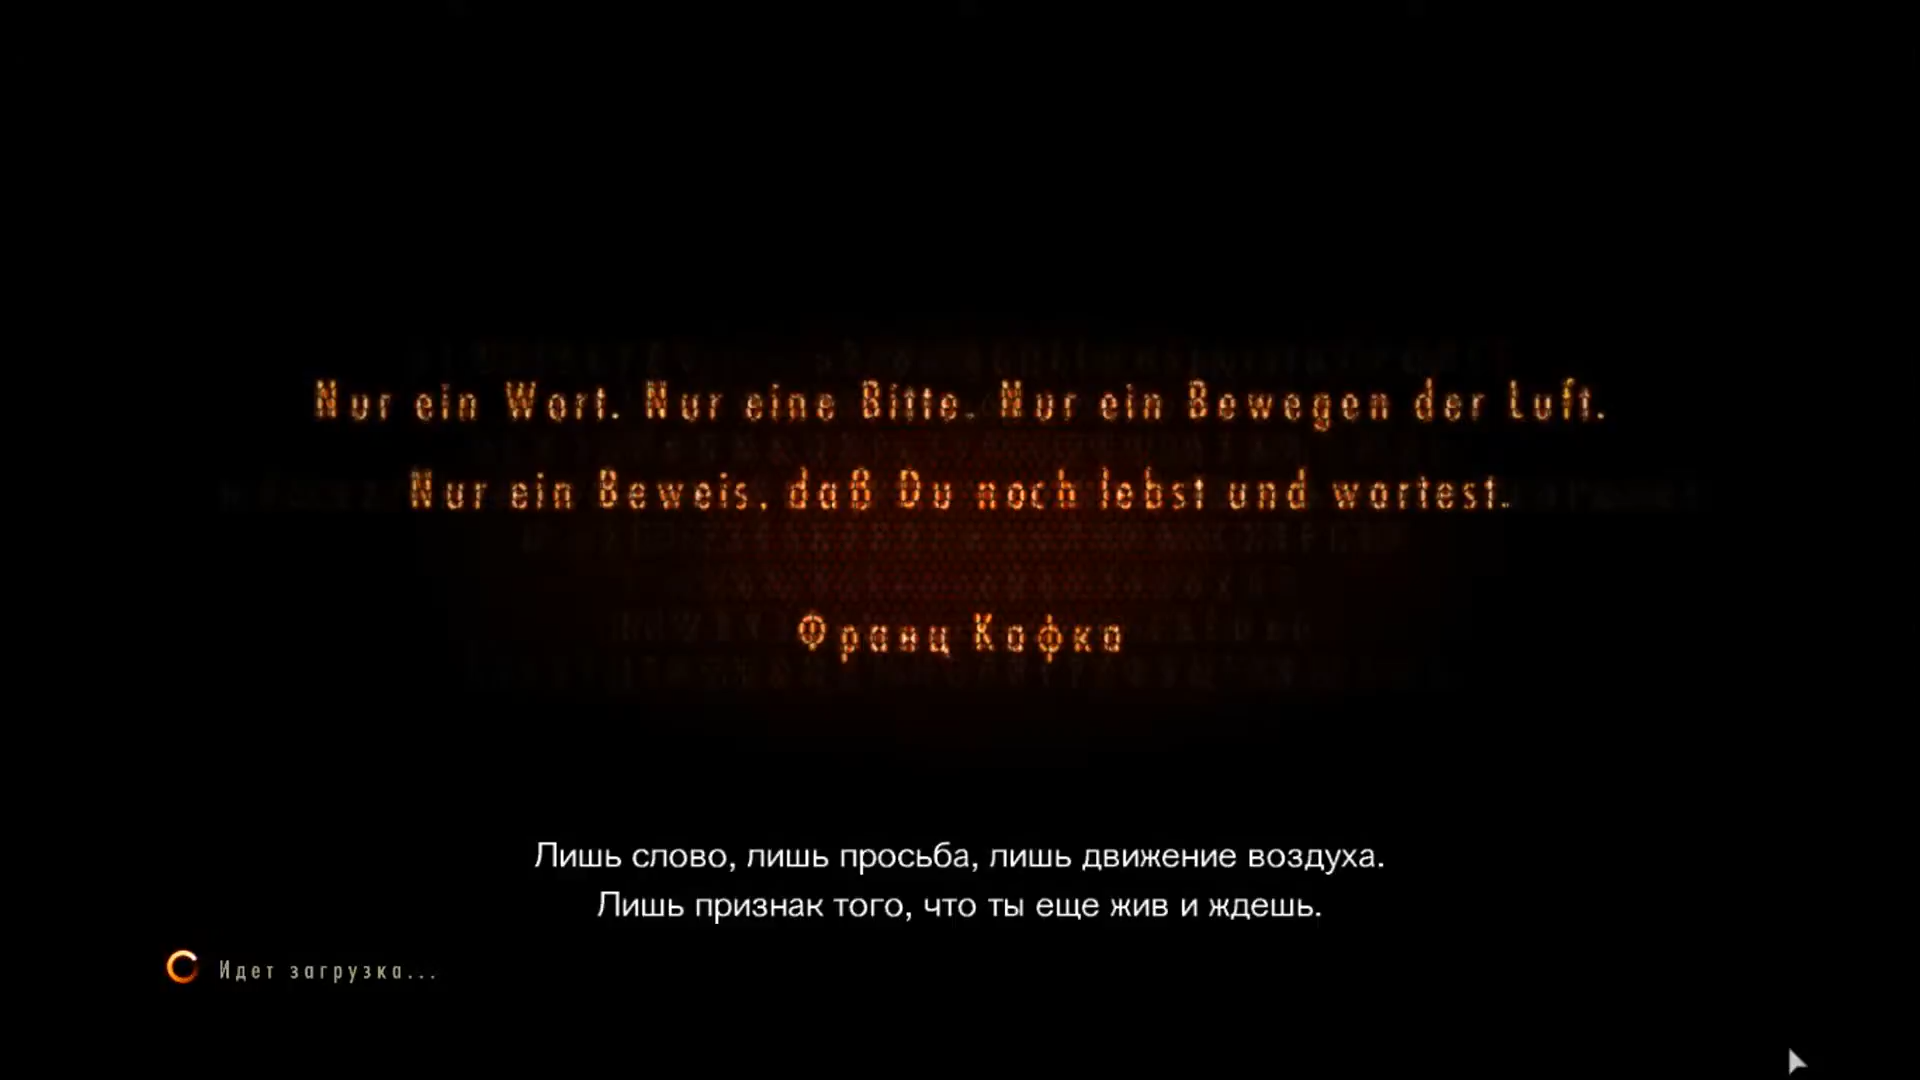 Nur ein Wort. Nur eine Bitte. Nur ein Bewegen der Luft.
Nur ein Beweis, daß Du noch lebst und wartest.
Франц Кафка
Лишь слово, лишь просьба, лишь движение воздуха.
Лишь признак того, что ты еще жив и ждешь.
Идет загрузка...